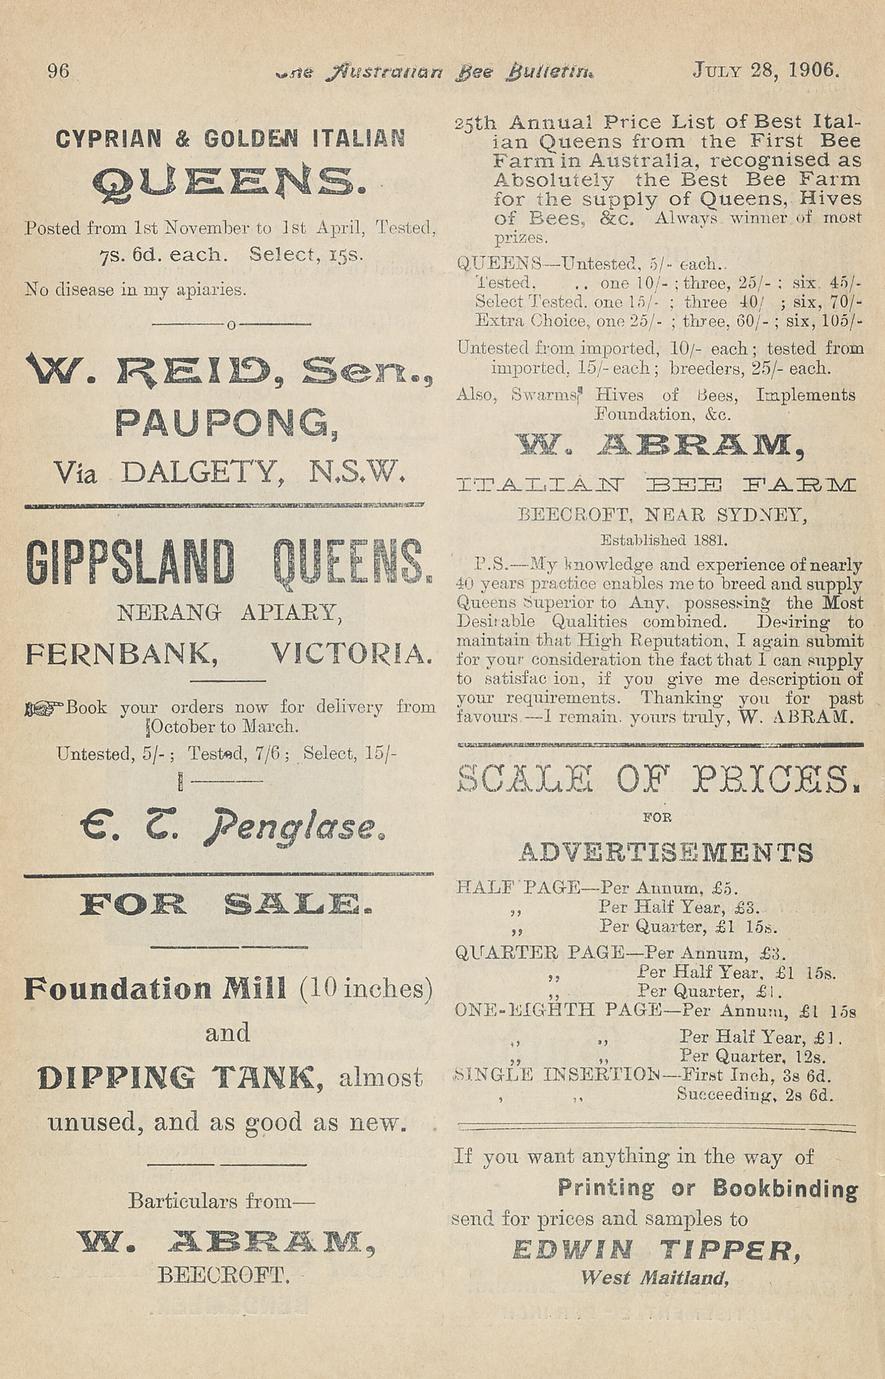 96
The Australian Bee Bulletin.
JULY 28, 1906.
CYPRIAN & GOLDEN ITALIAN
QUEENS.
Posted from 1st November to 1st April, Tested,
7s. 6d. each. Select, 15s.
No disease in my apiaries.
W. REID, Sen.,
PAUPONG,
Via DALGETY, N.S.W.
GIPPSLAND QUEENS.
NERANG APIARY,
FERNBANK, VICTORIA.
☞Book your orders now for delivery from
October to March.
Untested, 5/- ; Tested, 7/6 ; Select, 15/-
E. T. Penglase.
FOR SALE.
Foundation Mill (10 inches)
and
DIPPING TANK, almost
unused, and as good as new.
Barticulars from—
W. ABRAM,
BEECROFT.
25th Annual Price List of Best Ital-
ian Queens from the First Bee
Farm in Australia, recognised as
Absolutely the Best Bee Farm
for the supply of Queens, Hives
of Bees, &c. Always winner of most
prizes.
QUEENS—Untested, 5/- each.
Tested. .. one 10/- ; three, 25/- ; six. 45/-
Select Tested. one 15/- ; three 40/ ; six, 70/-
Extra Choice, one 25/- ; three, 60/- ; six, 105/-
Untested from imported, 10/- each ; tested from
imported, 15/- each ; breeders, 25/- each.
Also, Swarms, Hives of Bees, Implements
Foundation, &c.
W. ABRAM,
ITALIAN BEE FARM
BEECROFT, NEAR SYDNEY,
Established 1881.
P.S.—My knowledge and experience of nearly
40 years practice enables me to breed and supply
Queens Superior to Any, possessing the Most
Desirable Qualities combined. Desiring to
maintain that High Reputation, I again submit
for your consideration the fact that I can supply
to satisfac ion, if you give me description of
your requirements. Thanking you for past
favours.—I remain. yours truly, W. ABRAM.
SCALE OF PRICES.
FOR
ADVERTISEMENTS
HALF PAGE—Per Annum, £5.
,, Per Half Year, £3.
,, Per Quarter, £1 15s.
QUARTER PAGE—Per Annum, £3.
,, Per Half Year, £1 15s.
,, Per Quarter, £1.
ONE-EIGHTH PAGE—Per Annum, £1 15s
,, ,, Per Half Year, £1.
,, ,, Per Quarter, 12s.
SINGLE INSERTION—First Inch, 3s 6d.
, ,, Succeeding, 2s 6d.
If you want anything in the way of
Printing or Bookbinding
send for prices and samples to
EDWIN TIPPER,
West Maitland,